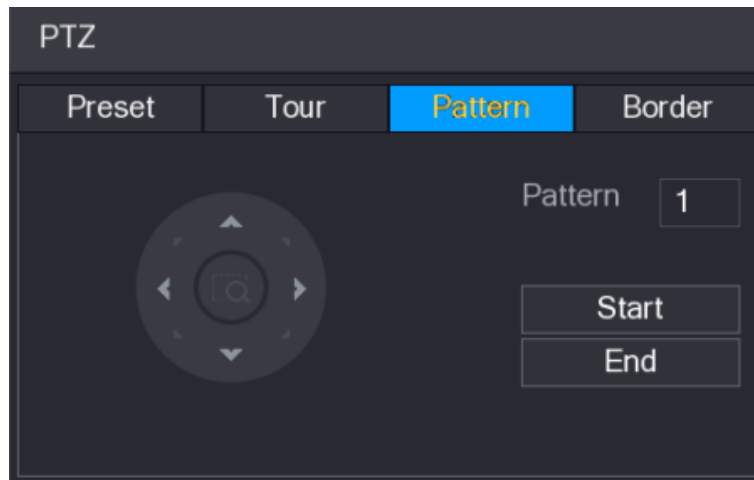 PTZ
Preset Tour Pattern Border
Pattern 1
Start
End